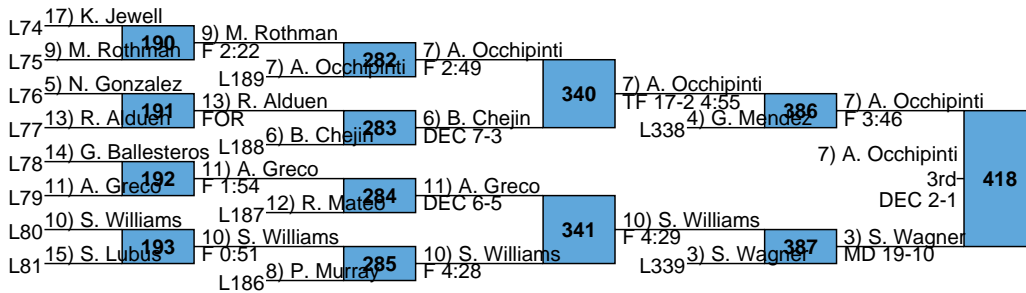 L74 17) K. Jewell
190
L75 9) M. Rothman
9) M. Rothman
F 2:22
L189 7) A. Occhipinti
282
7) A. Occhipinti
F 2:49
L76 5) N. Gonzalez
191
L77 13) R. Alduen
13) R. Alduen
FOR
L188 6) B. Chejin
283
6) B. Chejin
DEC 7-3
340
7) A. Occhipinti
TF 17-2 4:55
L338 4) G. Mendez
386
7) A. Occhipinti
F 3:46
L78 14) G. Ballesteros
192
L79 11) A. Greco
11) A. Greco
F 1:54
L187 12) R. Mateo
284
11) A. Greco
DEC 6-5
L80 10) S. Williams
193
L81 15) S. Lubus
10) S. Williams
F 0:51
L186 8) P. Murray
285
10) S. Williams
F 4:28
341
10) S. Williams
F 4:29
L339 3) S. Wagner
387
3) S. Wagner
MD 19-10
418
7) A. Occhipinti
3rd
DEC 2-1